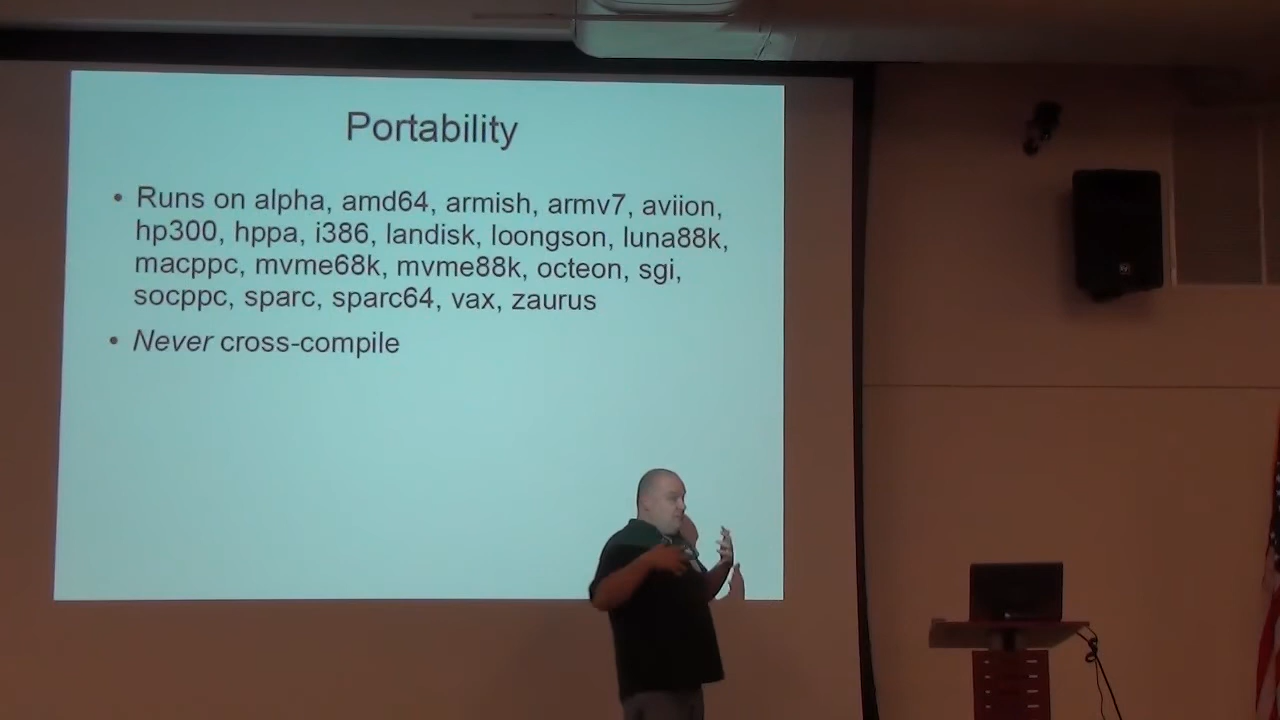 Portability
• Runs on alpha, amd64, armish, armv7, aviion,
hp300, hppa, i386, landisk, loongson, luna88k,
macppc, mvme68k, mvme88k, octeon, sgi,
socppc, sparc, sparc64, vax, zaurus
• Never cross-compile